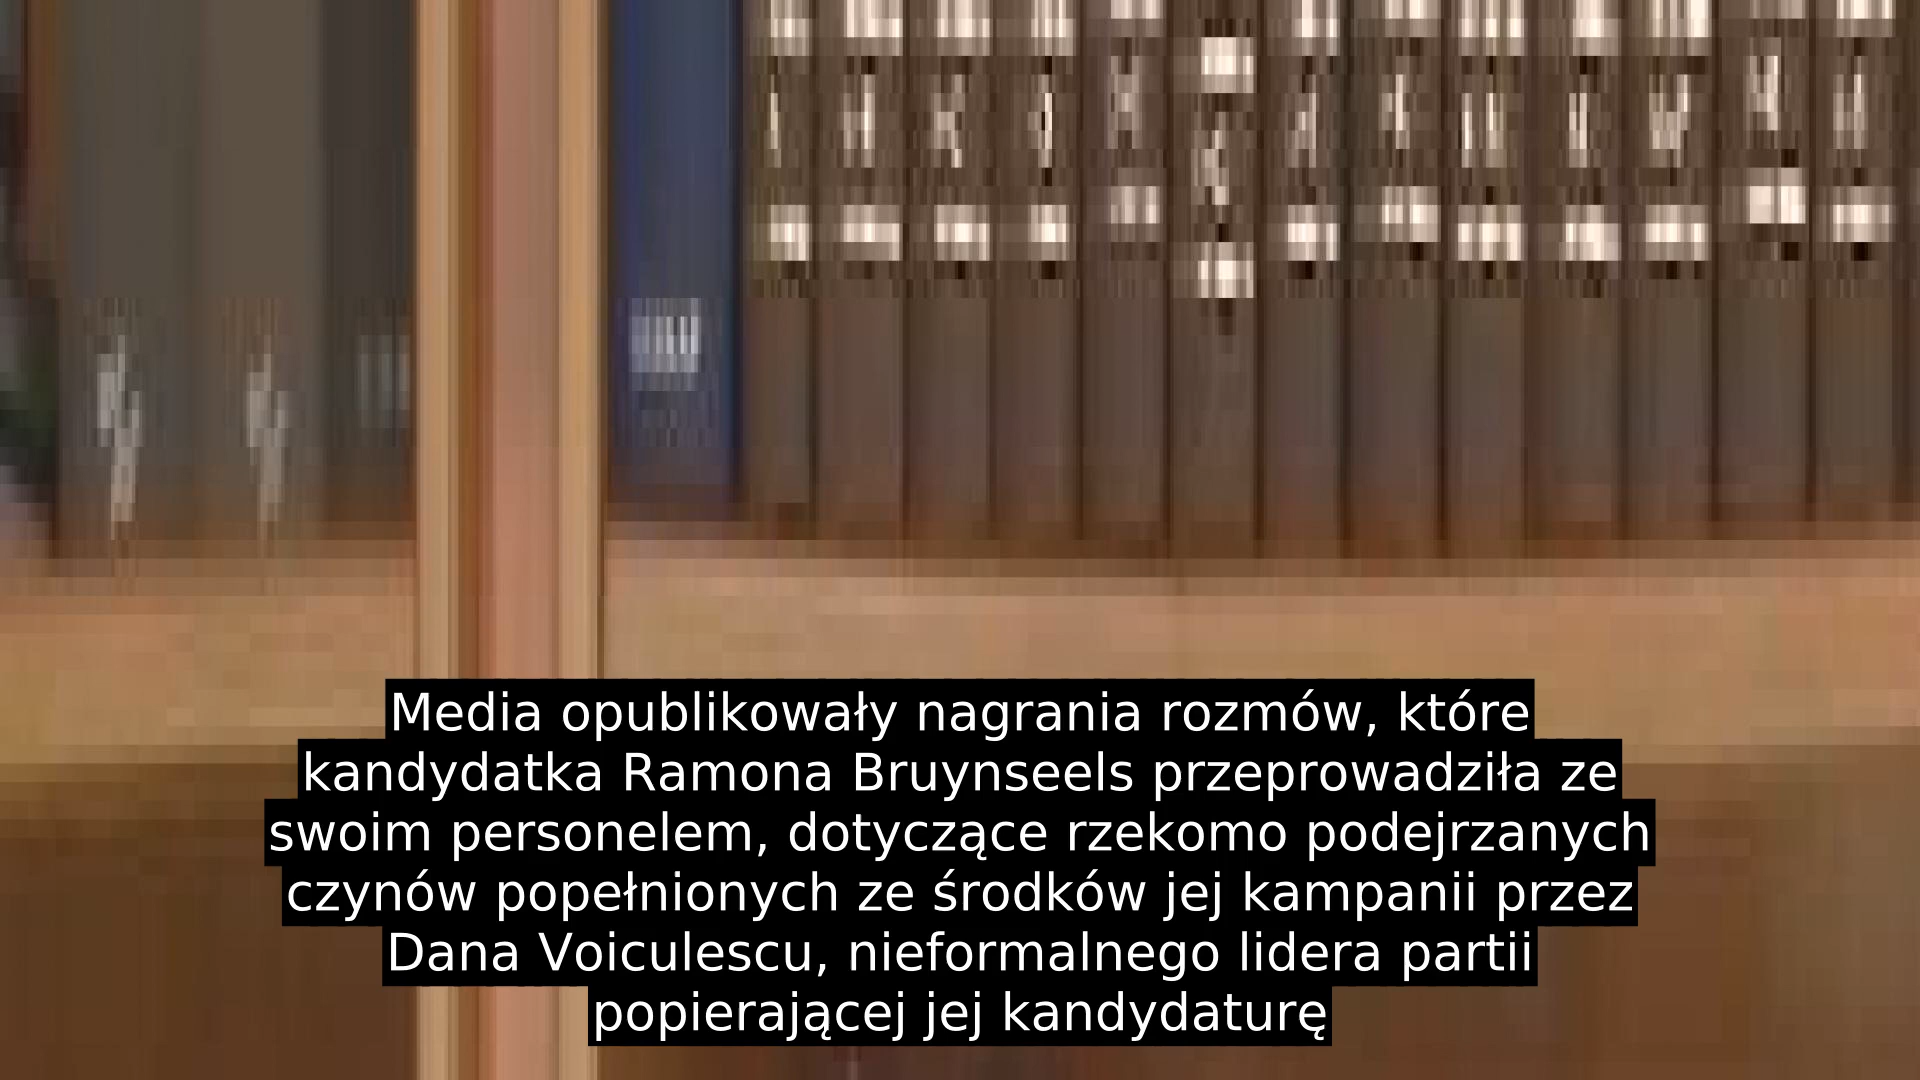 Media opublikowały nagrania rozmów, które
kandydatka Ramona Bruynseels przeprowadziła ze
swoim personelem, dotyczące rzekomo podejrzanych
czynów popełnionych ze środków jej kampanii przez
Dana Voiculescu, nieformalnego lidera partii
popierającej jej kandydaturę